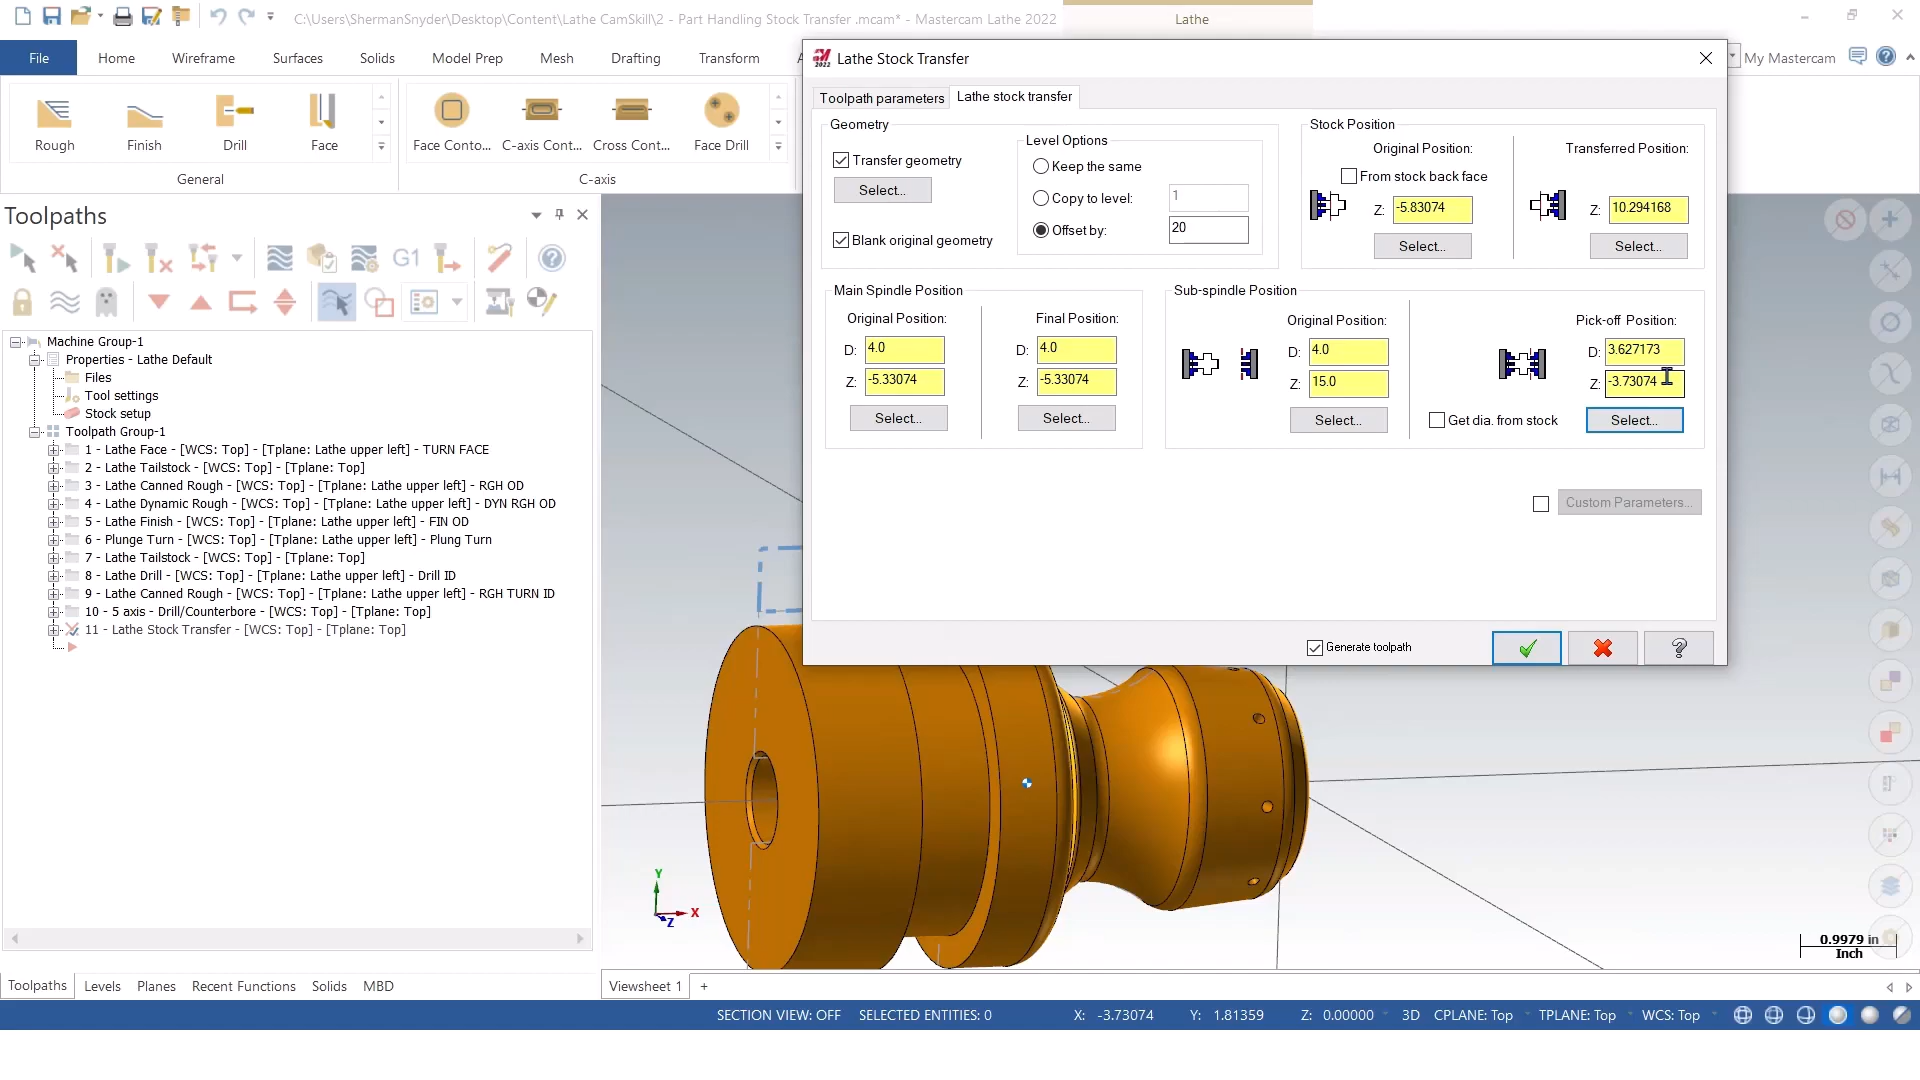 C:\Users\ShermanSnyder\Desktop\Content\Lathe CamSkill\2 - Part Handling Stock Transfer .mcam* - Mastercam Lathe 2022
Lathe
File
Home
Wireframe
Surfaces
Solids
Model Prep
Mesh
Drafting
Transform
My Mastercam
Rough
Finish
Drill
Face
General
Face Conto...
C-axis Cont...
Cross Cont...
Face Drill
C-axis
Toolpaths
G1
Machine Group-1
Properties - Lathe Default
Files
Tool settings
Stock setup
Toolpath Group-1
1 - Lathe Face - [WCS: Top] - [Tplane: Lathe upper left] - TURN FACE
2 - Lathe Tailstock - [WCS: Top] - [Tplane: Top]
3 - Lathe Canned Rough - [WCS: Top] - [Tplane: Lathe upper left] - RGH OD
4 - Lathe Dynamic Rough - [WCS: Top] - [Tplane: Lathe upper left] - DYN RGH OD
5 - Lathe Finish - [WCS: Top] - [Tplane: Lathe upper left] - FIN OD
6 - Plunge Turn - [WCS: Top] - [Tplane: Lathe upper left] - Plung Turn
7 - Lathe Tailstock - [WCS: Top] - [Tplane: Top]
8 - Lathe Drill - [WCS: Top] - [Tplane: Lathe upper left] - Drill ID
9 - Lathe Canned Rough - [WCS: Top] - [Tplane: Lathe upper left] - RGH TURN ID
10 - 5 axis - Drill/Counterbore - [WCS: Top] - [Tplane: Top]
11 - Lathe Stock Transfer - [WCS: Top] - [Tplane: Top]
Toolpaths
Levels
Planes
Recent Functions
Solids
MBD
2022
Lathe Stock Transfer
Toolpath parameters
Lathe stock transfer
Geometry
Transfer geometry
Select...
Blank original geometry
Level Options
Keep the same
Copy to level:
1
Offset by:
20
Stock Position
Original Position:
From stock back face
Z: -5.83074
Select...
Transferred Position:
Z: 10.294168
Select...
Main Spindle Position
Original Position:
D: 4.0
Z: -5.33074
Select...
Final Position:
D: 4.0
Z: -5.33074
Select...
Sub-spindle Position
Original Position:
D: 4.0
Z: 15.0
Select...
Pick-off Position:
D: 3.627173
Z: -3.73074
Get dia. from stock
Select...
Custom Parameters...
Generate toolpath
Y
X
Z
0.9979 in
Inch
Viewsheet 1
SECTION VIEW: OFF
SELECTED ENTITIES: 0
X: -3.73074
Y: 1.81359
Z: 0.00000
3D
CPLANE: Top
TPLANE: Top
WCS: Top